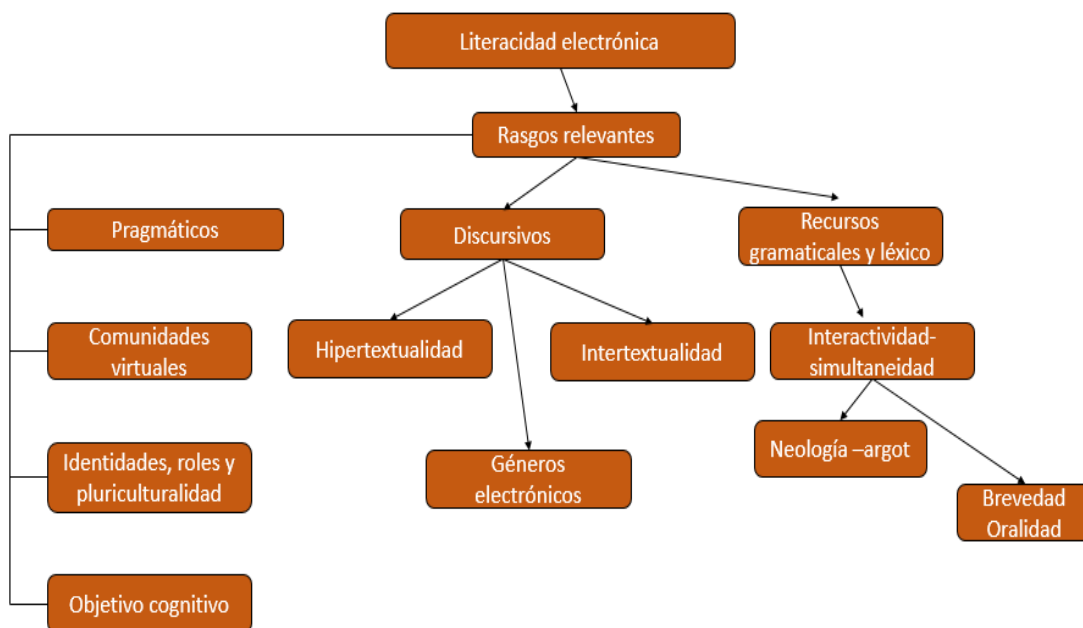 Literacidad electrónica
Rasgos relevantes
Pragmáticos
Discursivos
Recursos
gramaticales y léxico
Comunidades
virtuales
Hipertextualidad
Intertextualidad
Interactividad-
simultaneidad
Identidades, roles y
pluriculturalidad
Géneros
electrónicos
Neología –argot
Brevedad
Oralidad
Objetivo cognitivo